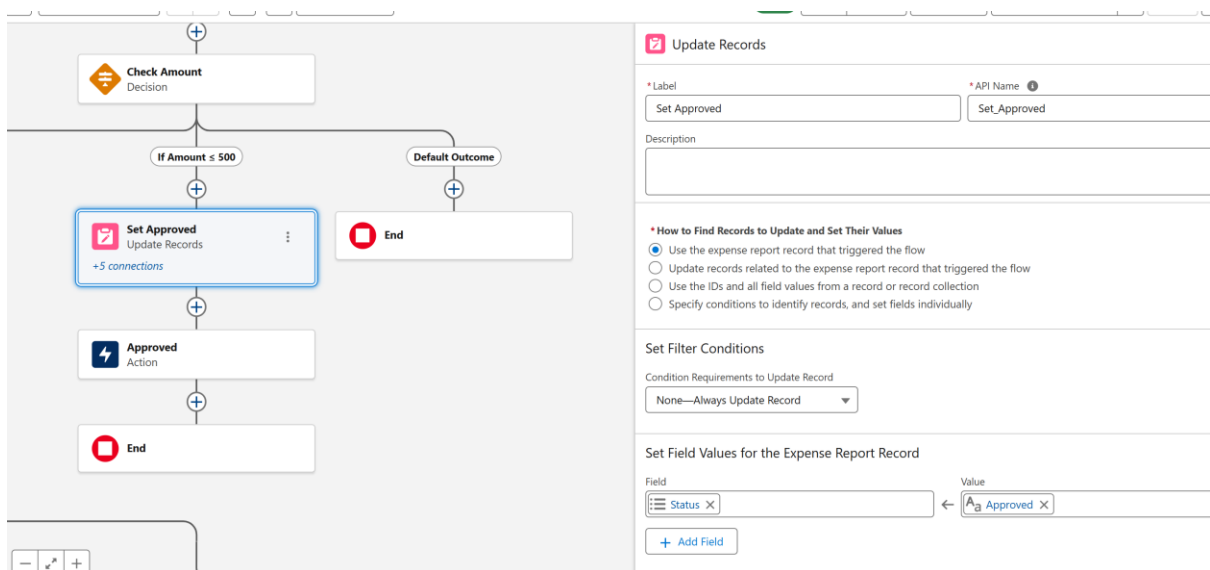 Check Amount
Decision
If Amount ≤ 500
Default Outcome
Set Approved
Update Records
+5 connections
End
Approved
Action
End
Update Records
* Label
Set Approved
* API Name
Set_Approved
Description
* How to Find Records to Update and Set Their Values
Use the expense report record that triggered the flow
Update records related to the expense report record that triggered the flow
Use the IDs and all field values from a record or record collection
Specify conditions to identify records, and set fields individually
Set Filter Conditions
Condition Requirements to Update Record
None—Always Update Record
Set Field Values for the Expense Report Record
Field
Status
Value
Approved
+ Add Field